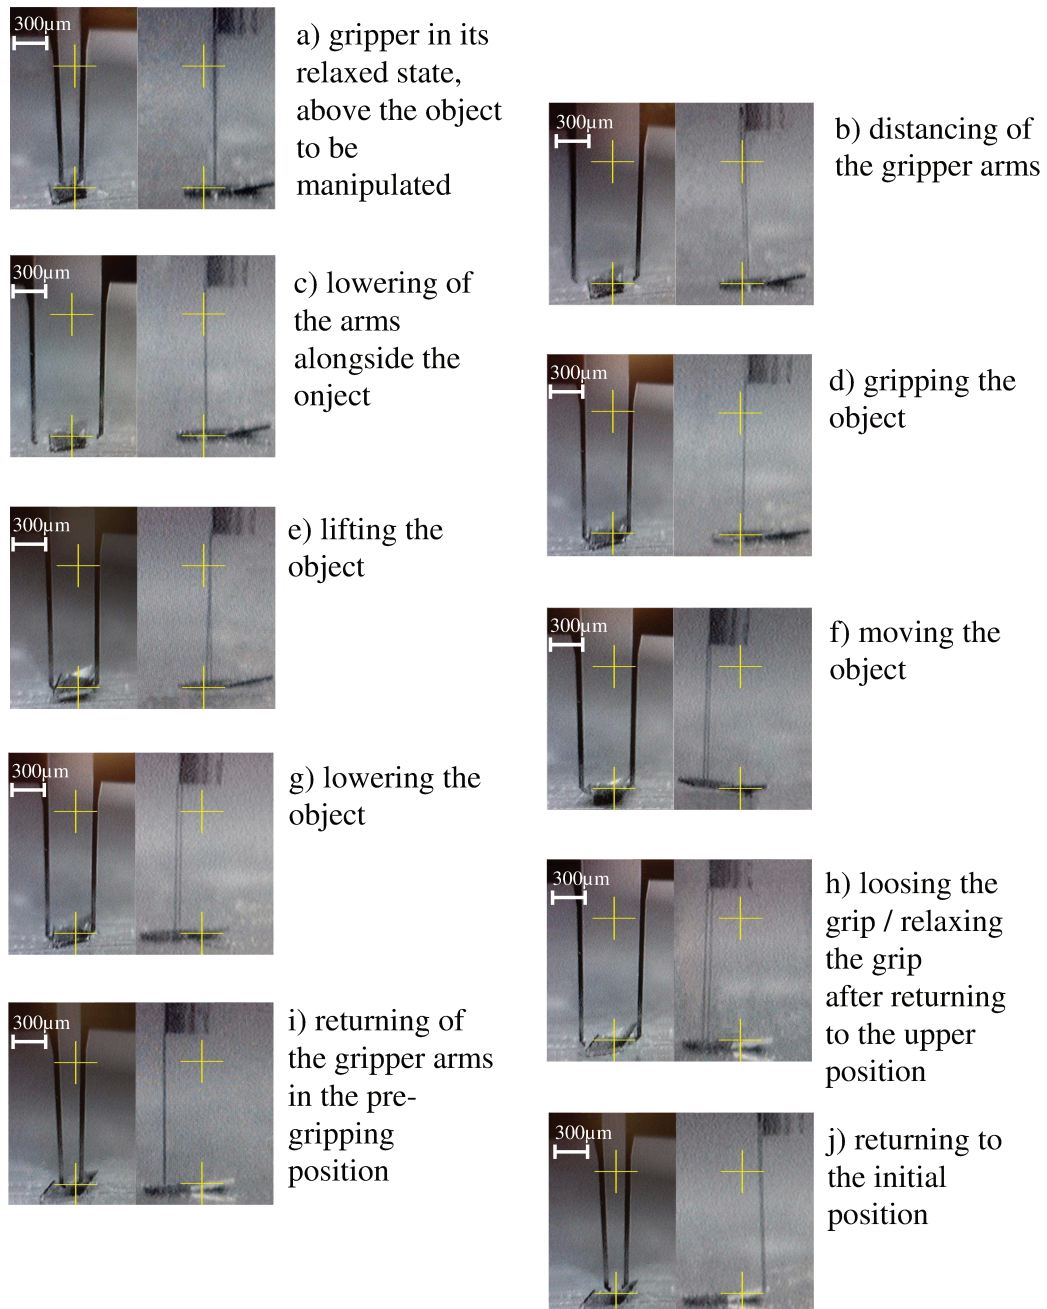 300µm
a) gripper in its
relaxed state,
above the object
to be
manipulated
300µm
b) distancing of
the gripper arms
300µm
c) lowering of
the arms
alongside the
onject
300µm
d) gripping the
object
300µm
e) lifting the
object
300µm
f) moving the
object
300µm
g) lowering the
object
300µm
h) loosing the
grip / relaxing
the grip
after returning
to the upper
position
300µm
i) returning of
the gripper arms
in the pre-
gripping
position
300µm
j) returning to
the initial
position